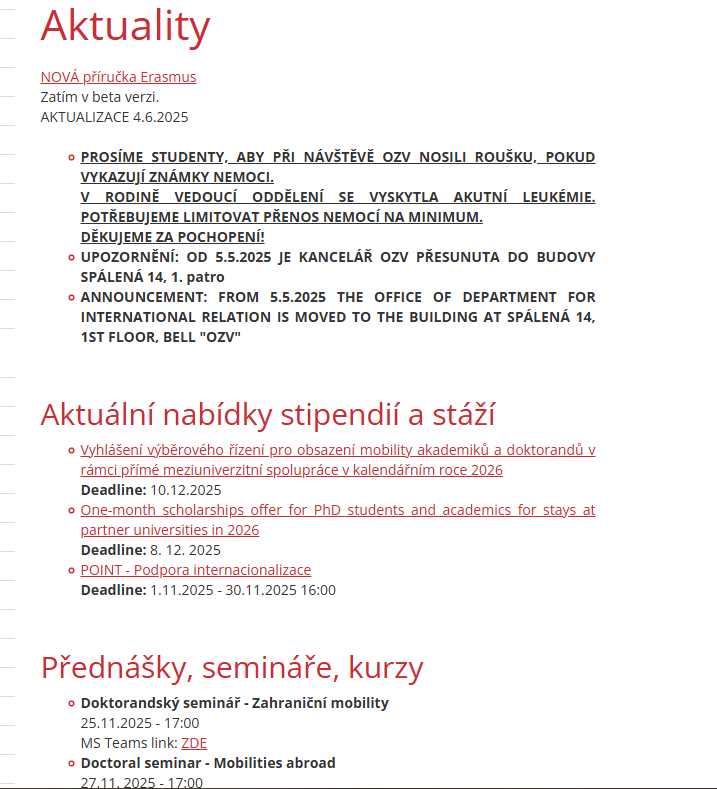 Aktuality
NOVÁ příručka Erasmus
Zatím v beta verzi.
AKTUALIZACE 4.6.2025
PROSÍME STUDENTY, ABY PŘI NÁVŠTĚVĚ OZV NOSILI ROUŠKU, POKUD
VYKAZUJÍ ZNÁMKY NEMOCI.
V RODINĚ VEDOUCÍ ODDĚLENÍ SE VYSKYTLA AKUTNÍ LEUKÉMIE.
POTŘEBUJEME LIMITOVAT PŘENOS NEMOCÍ NA MINIMUM.
DĚKUJEME ZA POCHOPENÍ!
UPOZORNĚNÍ: OD 5.5.2025 JE KANCELÁŘ OZV PŘESUNUTA DO BUDOVY
SPÁLENÁ 14, 1. patro
ANNOUNCEMENT: FROM 5.5.2025 THE OFFICE OF DEPARTMENT FOR
INTERNATIONAL RELATION IS MOVED TO THE BUILDING AT SPÁLENÁ 14,
1ST FLOOR, BELL "OZV"
Aktuální nabídky stipendií a stáží
Vyhlášení výběrového řízení pro obsazení mobility akademiků a doktorandů v
rámci přímé meziuniverzitní spolupráce v kalendářním roce 2026
Deadline: 10.12.2025
One-month scholarships offer for PhD students and academics for stays at
partner universities in 2026
Deadline: 8. 12. 2025
POINT - Podpora internacionalizace
Deadline: 1.11.2025 - 30.11.2025 16:00
Přednášky, semináře, kurzy
Doktorandský seminář - Zahraniční mobility
25.11.2025 - 17:00
MS Teams link: ZDE
Doctoral seminar - Mobilities abroad
27.11. 2025 - 17:00